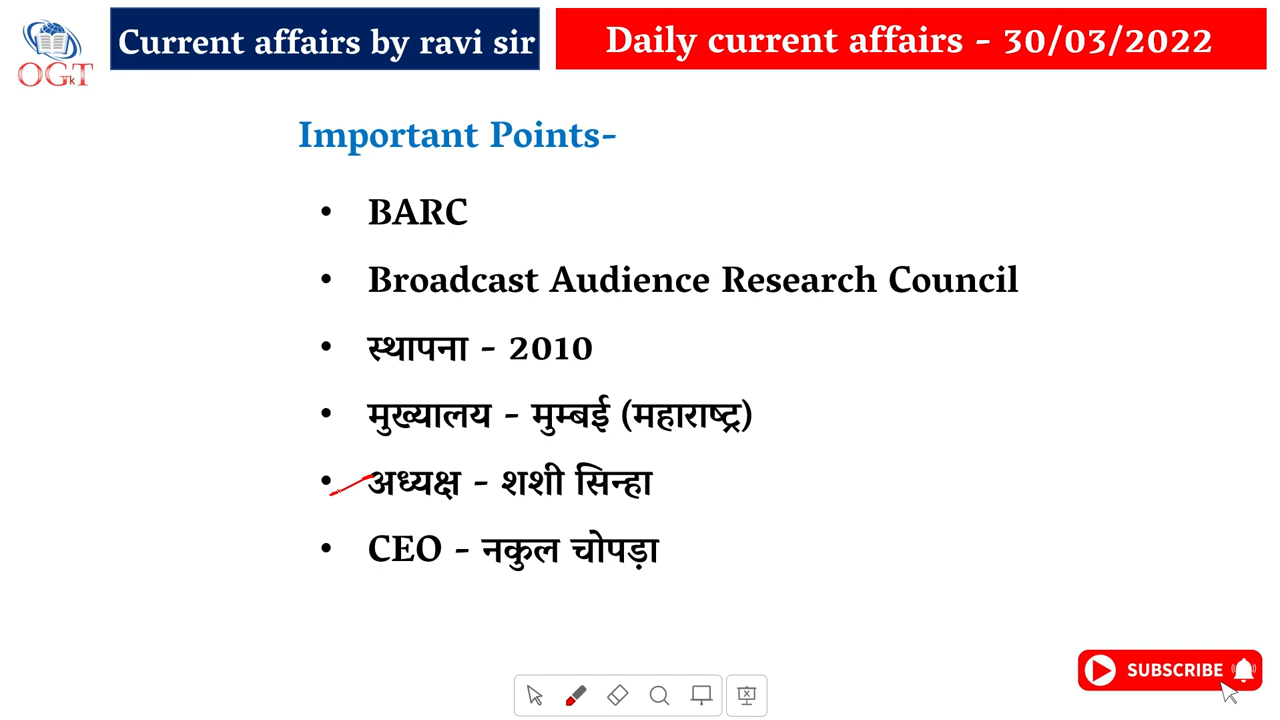 Current affairs by ravi sir
Daily current affairs - 30/03/2022
OGT
rk
Important Points-
• BARC
• Broadcast Audience Research Council
• स्थापना - 2010
• मुख्यालय - मुम्बई (महाराष्ट्र)
• अध्यक्ष - शशी सिन्हा
• CEO - नकुल चोपड़ा
SUBSCRIBE